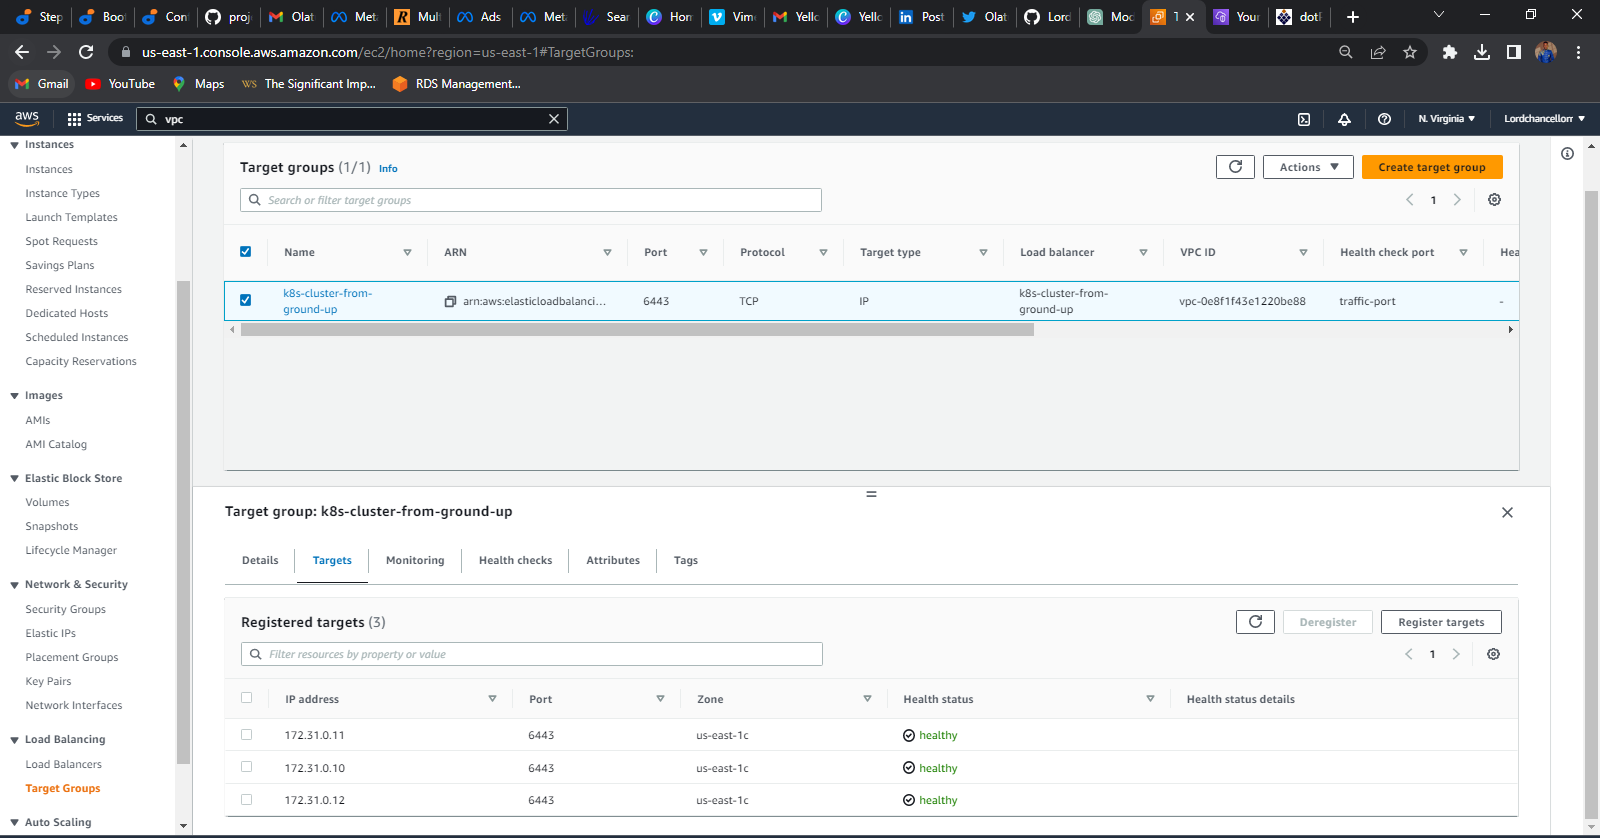 Step
Boot
Con
proj
Olat
Meta
Mult
Ads
Meta
Sear
Hom
Vime
Yello
Yello
Post
Olat
Lord
Moc
T
Your
dotP
us-east-1.console.aws.amazon.com/ec2/home?region=us-east-1#TargetGroups:
Gmail
YouTube
Maps
WS The Significant Imp...
RDS Management...
aws
Services
vpc
N. Virginia
Lordchancellorr
Instances
Instances
Instance Types
Launch Templates
Spot Requests
Savings Plans
Reserved Instances
Dedicated Hosts
Scheduled Instances
Capacity Reservations
Images
AMIs
AMI Catalog
Elastic Block Store
Volumes
Snapshots
Lifecycle Manager
Network & Security
Security Groups
Elastic IPs
Placement Groups
Key Pairs
Network Interfaces
Load Balancing
Load Balancers
Target Groups
Auto Scaling
Target groups (1/1) Info
Actions
Create target group
Search or filter target groups
1
Name ARN Port Protocol Target type Load balancer VPC ID Health check port Hea
k8s-cluster-from-ground-up arn:aws:elasticloadbalanci... 6443 TCP IP k8s-cluster-from-ground-up vpc-0e8f1f43e1220be88 traffic-port -
Target group: k8s-cluster-from-ground-up
Details Targets Monitoring Health checks Attributes Tags
Registered targets (3)
Deregister
Register targets
Filter resources by property or value
1
IP address Port Zone Health status Health status details
172.31.0.11 6443 us-east-1c healthy
172.31.0.10 6443 us-east-1c healthy
172.31.0.12 6443 us-east-1c healthy